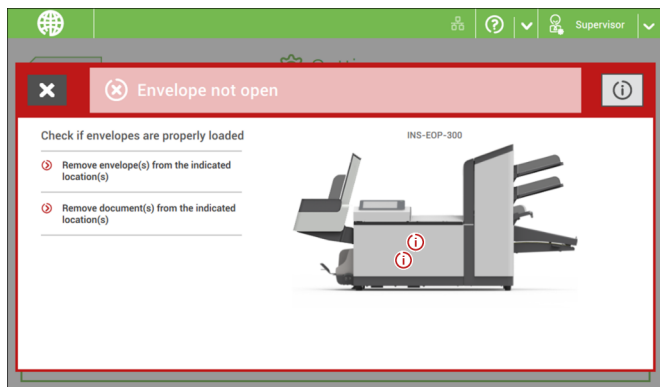 Supervisor
Envelope not open
Check if envelopes are properly loaded
INS-EOP-300
Remove envelope(s) from the indicated
location(s)
Remove document(s) from the indicated
location(s)